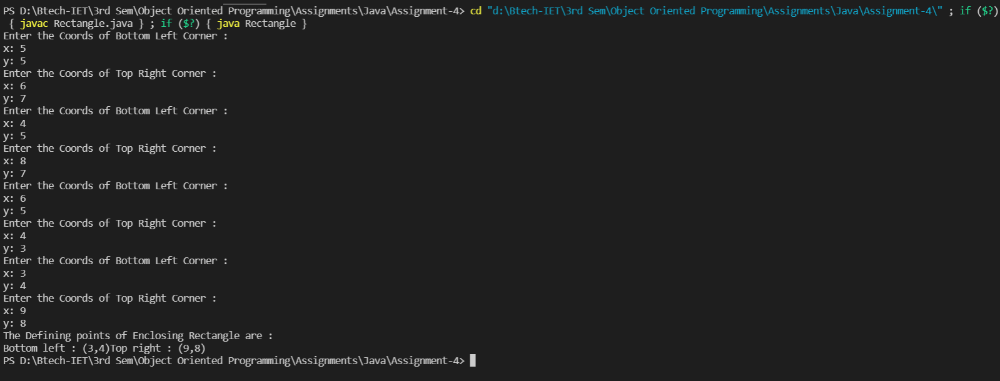 PS D:\Btech-IET\3rd Sem\Object Oriented Programming\Assignments\Java\Assignment-4> cd "d:\Btech-IET\3rd Sem\Object Oriented Programming\Assignments\Java\Assignment-4\" ; if ($?)
 { javac Rectangle.java } ; if ($?) { java Rectangle }
Enter the Coords of Bottom Left Corner :
x: 5
y: 5
Enter the Coords of Top Right Corner :
x: 6
y: 7
Enter the Coords of Bottom Left Corner :
x: 4
y: 5
Enter the Coords of Top Right Corner :
x: 8
y: 7
Enter the Coords of Bottom Left Corner :
x: 6
y: 5
Enter the Coords of Top Right Corner :
x: 4
y: 3
Enter the Coords of Bottom Left Corner :
x: 3
y: 4
Enter the Coords of Top Right Corner :
x: 9
y: 8
The Defining points of Enclosing Rectangle are :
Bottom left : (3,4)Top right : (9,8)
PS D:\Btech-IET\3rd Sem\Object Oriented Programming\Assignments\Java\Assignment-4>